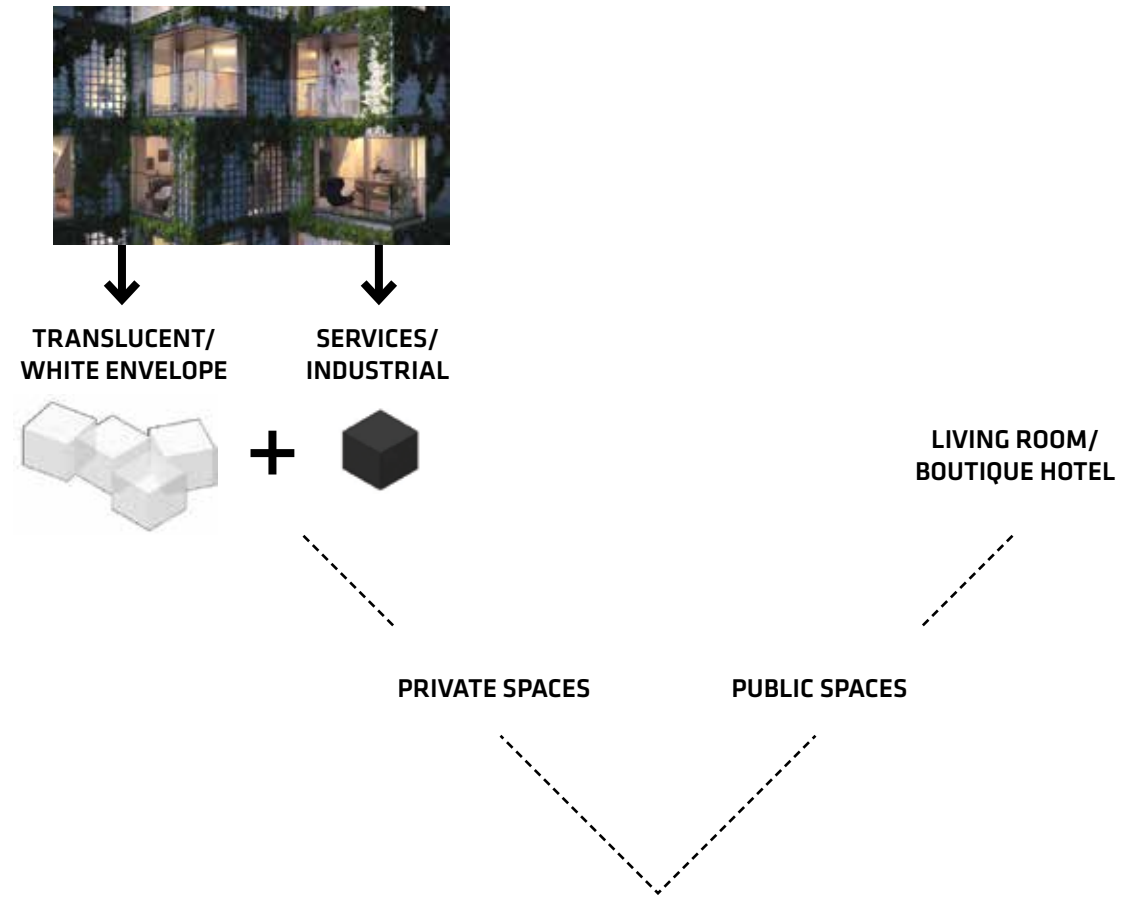 TRANSLUCENT/
WHITE ENVELOPE
SERVICES/
INDUSTRIAL
+
LIVING ROOM/
BOUTIQUE HOTEL
PRIVATE SPACES
PUBLIC SPACES